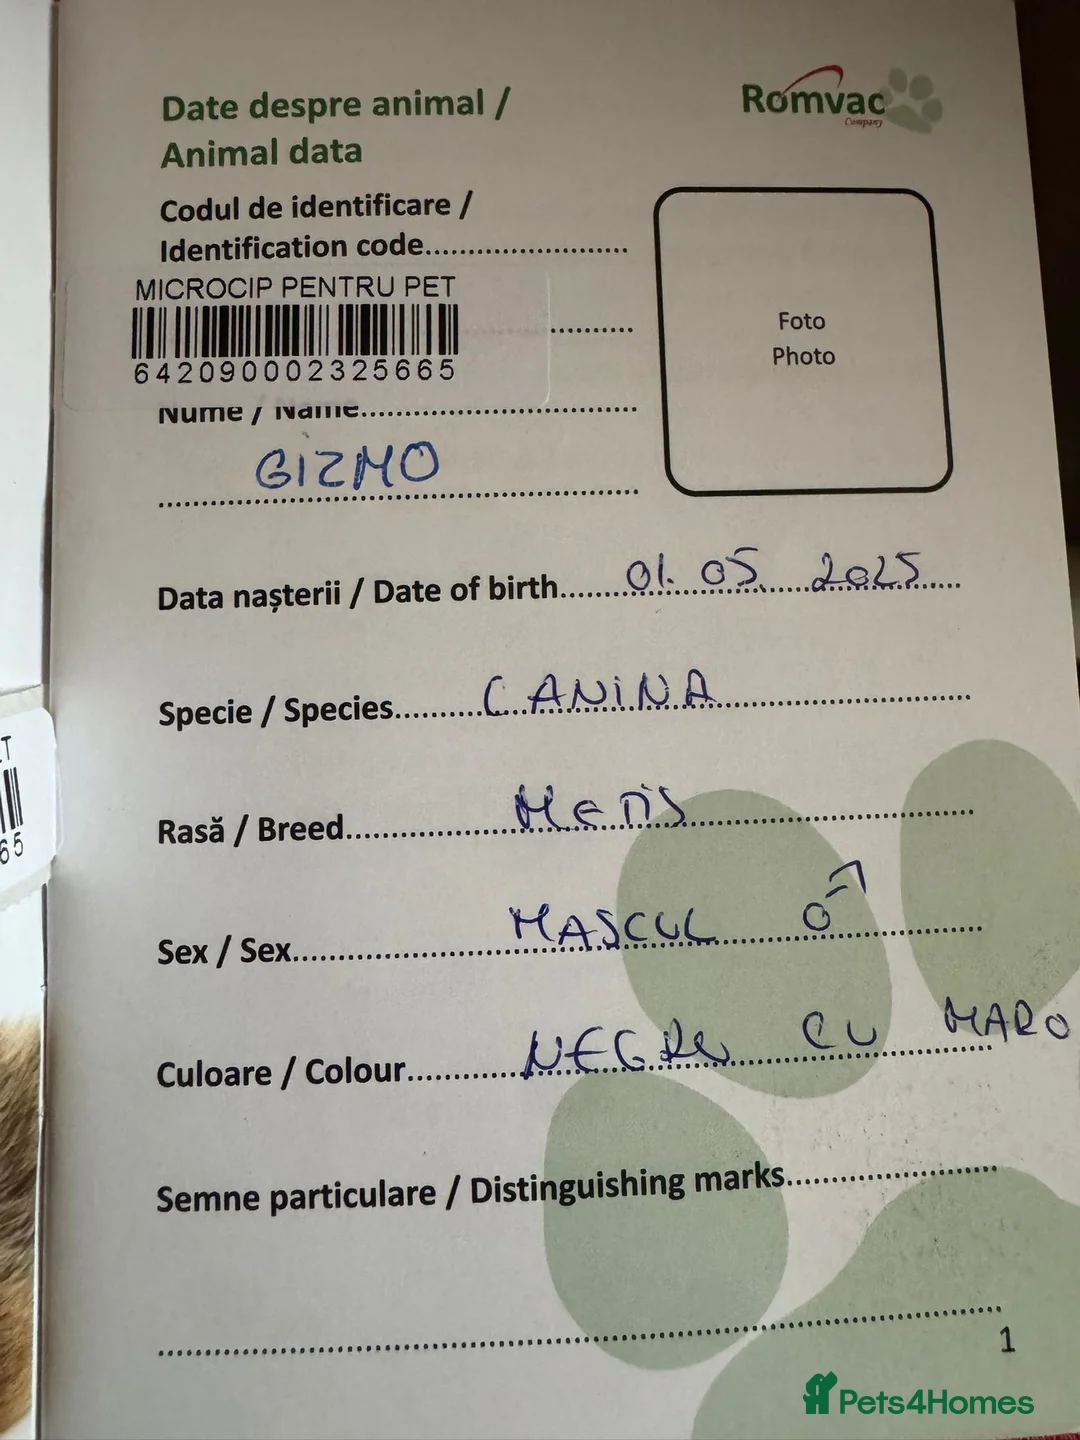 Date despre animal /
Animal data
Romvac
Company
Codul de identificare /
Identification code
MICROCIP PENTRU PET
642090002325665
Nume / Name
GIZMO
Foto
Photo
Data nașterii / Date of birth 01.05.2025
Specie / Species CANINA
Rasă / Breed METIS
Sex / Sex MASCUL ♂
Culoare / Colour NEGRU CU MARO
Semne particulare / Distinguishing marks
1
Pets4Homes
65